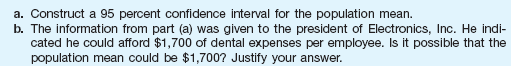 a. Construct a 95 percent confidence interval for the population mean.
b. The information from part (a) was given to the president of Electronics, Inc. He indi-
cated he could afford $1,700 of dental expenses per employee. Is it possible that the
population mean could be $1,700? Justify your answer.